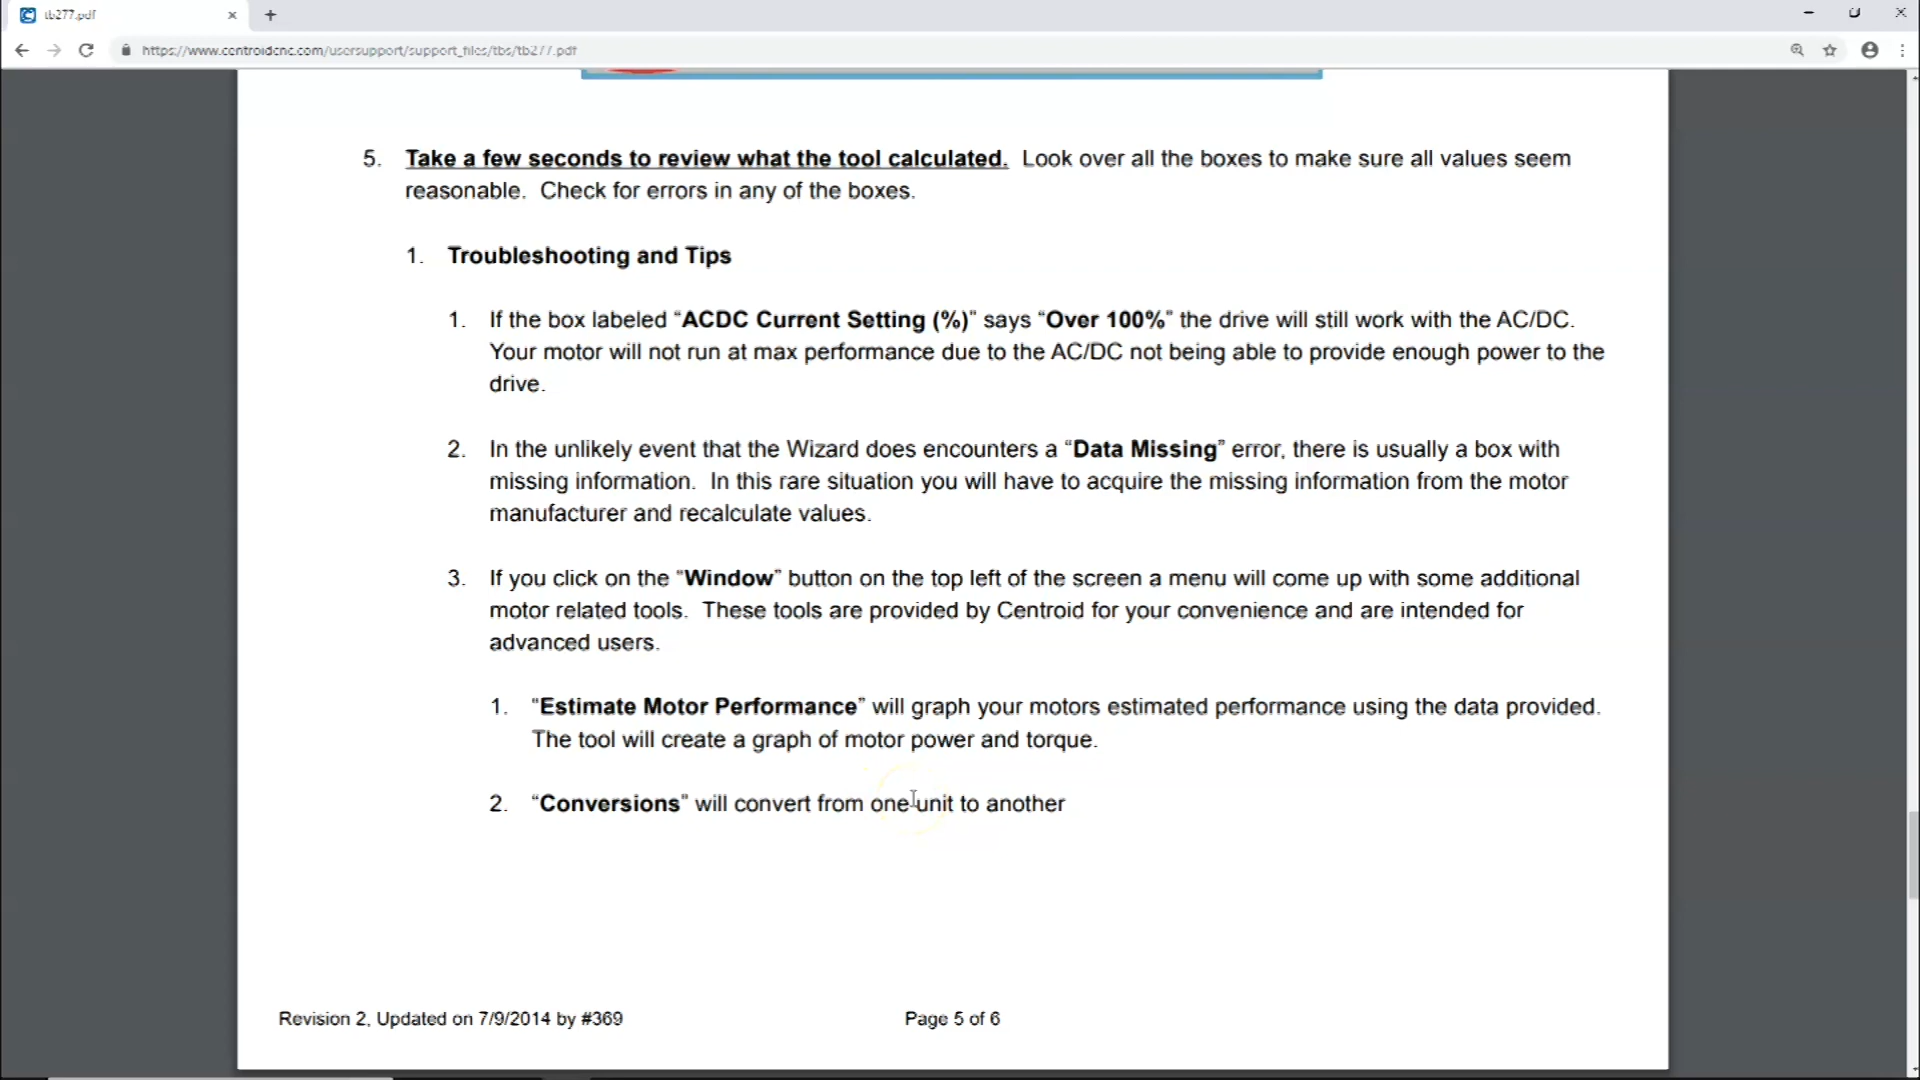 tb277.pdf
https://www.centroidcnc.com/usersupport/support_files/tbs/tb277.pdf
5. Take a few seconds to review what the tool calculated. Look over all the boxes to make sure all values seem
reasonable. Check for errors in any of the boxes.
1. Troubleshooting and Tips
1. If the box labeled “ACDC Current Setting (%)” says “Over 100%” the drive will still work with the AC/DC.
Your motor will not run at max performance due to the AC/DC not being able to provide enough power to the
drive.
2. In the unlikely event that the Wizard does encounters a “Data Missing” error, there is usually a box with
missing information. In this rare situation you will have to acquire the missing information from the motor
manufacturer and recalculate values.
3. If you click on the “Window” button on the top left of the screen a menu will come up with some additional
motor related tools. These tools are provided by Centroid for your convenience and are intended for
advanced users.
1. “Estimate Motor Performance” will graph your motors estimated performance using the data provided.
The tool will create a graph of motor power and torque.
2. “Conversions” will convert from one unit to another
Revision 2, Updated on 7/9/2014 by #369
Page 5 of 6